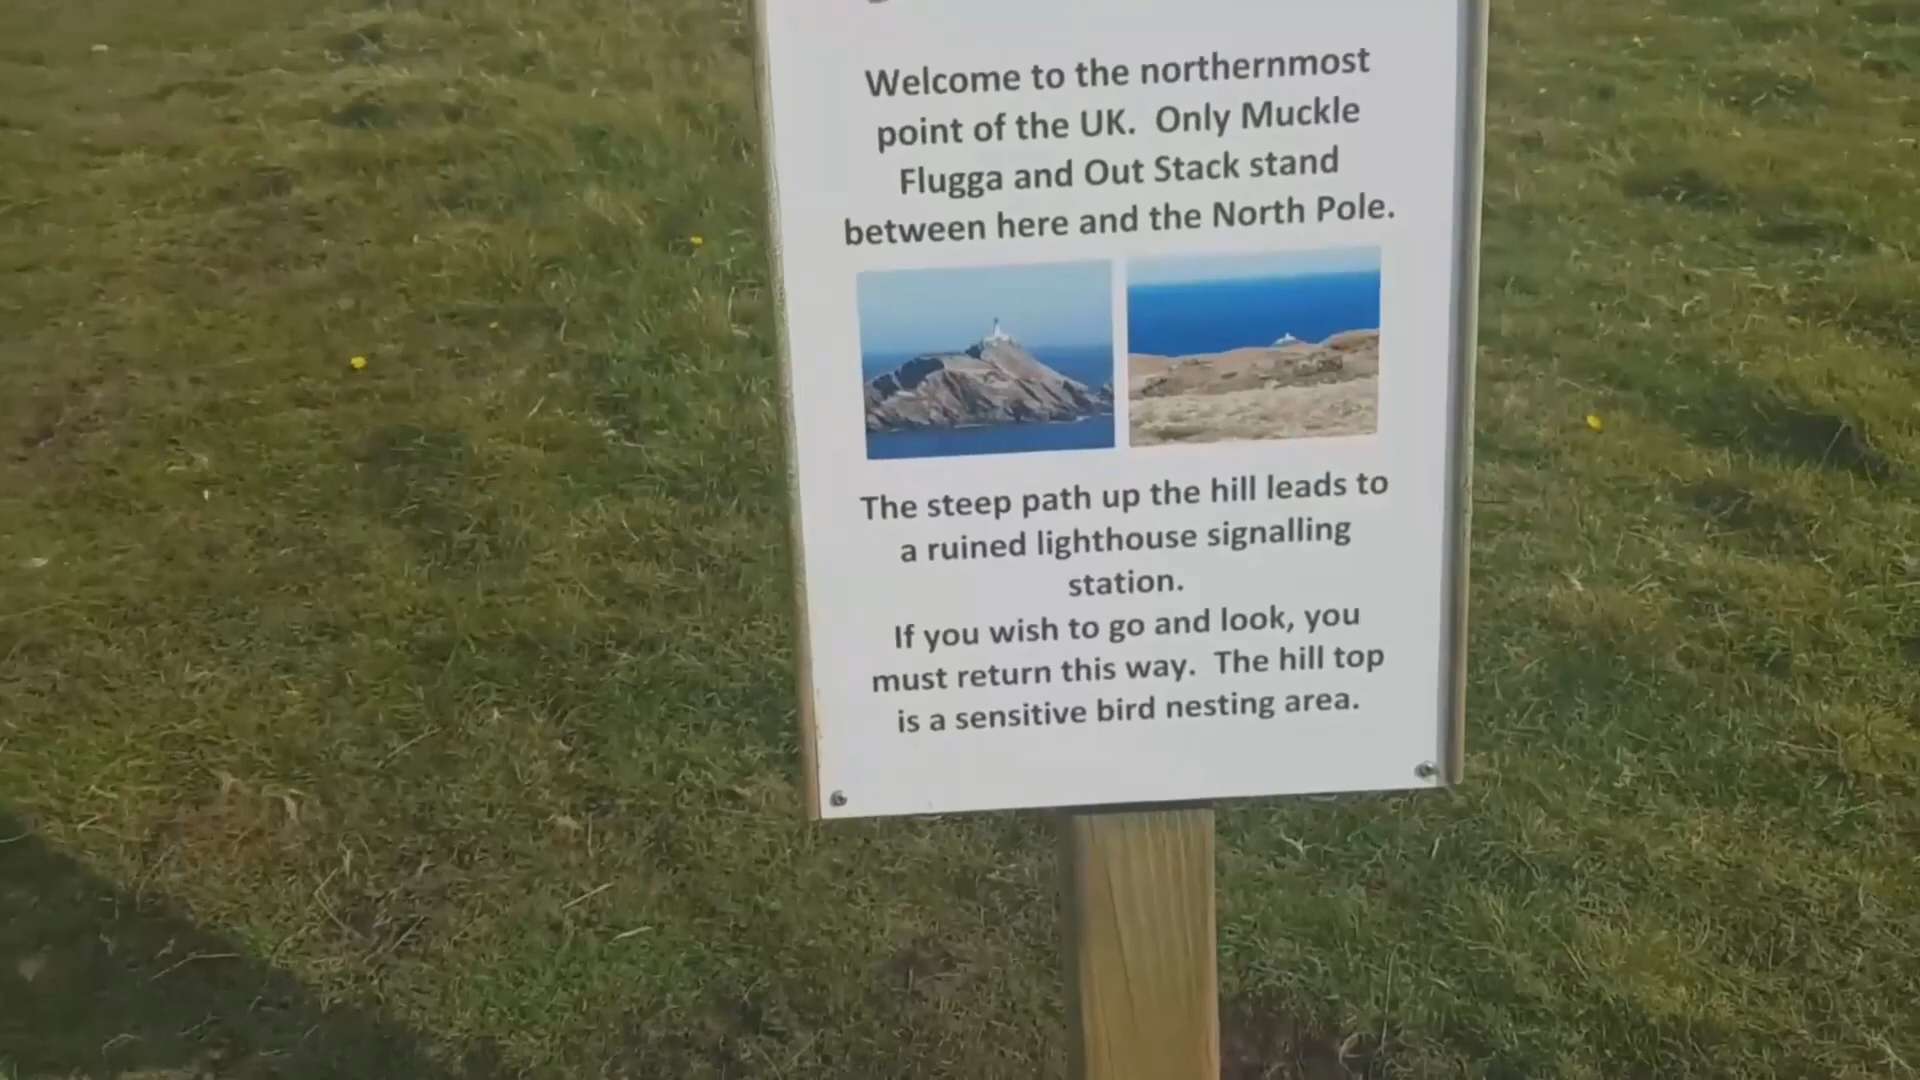 Welcome to the northernmost
point of the UK. Only Muckle
Flugga and Out Stack stand
between here and the North Pole.
The steep path up the hill leads to
a ruined lighthouse signalling
station.
If you wish to go and look, you
must return this way. The hill top
is a sensitive bird nesting area.